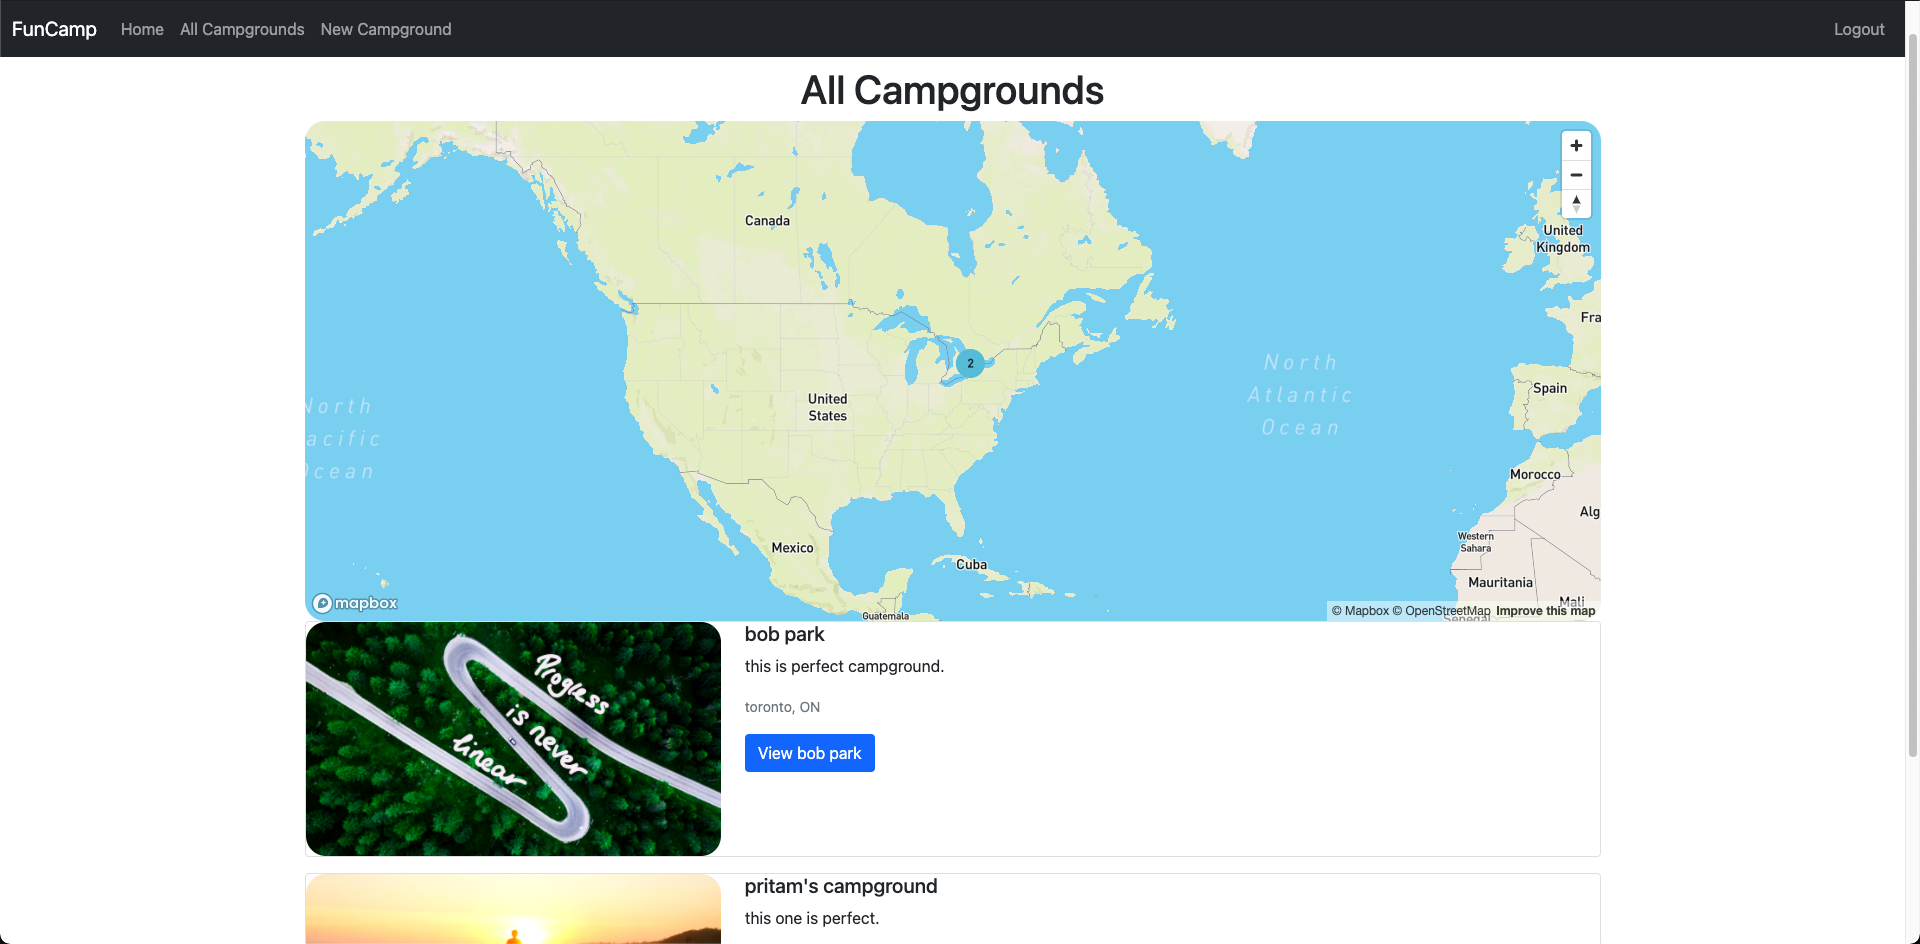 FunCamp Home All Campgrounds New Campground Logout
All Campgrounds
+
−
Canada
United
Kingdom
Fra
2
North
Atlantic
Ocean
North
acific
Ocean
United
States
Spain
Morocco
Alg
Western
Sahara
Mexico
Cuba
Mauritania
Mali
Guatemala
Senegal
mapbox
© Mapbox © OpenStreetMap Improve this map
Progress
is never
linear
bob park
this is perfect campground.
toronto, ON
View bob park
pritam's campground
this one is perfect.